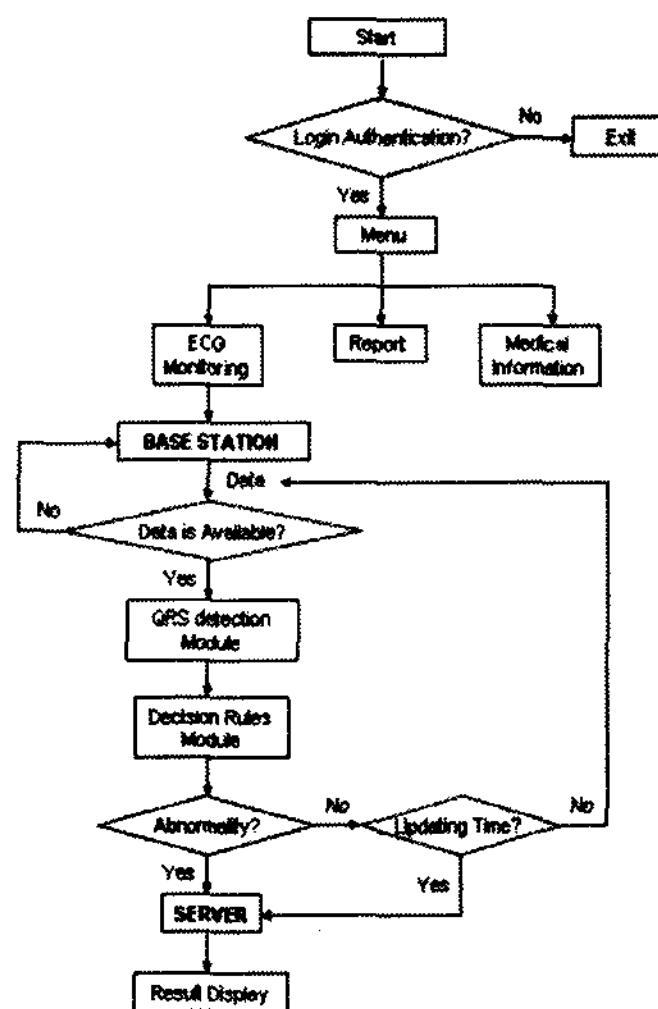 Start
No
Login Authentication?
Exit
Yes
Menu
ECG
Monitoring
Report
Medical
Information
BASE STATION
Data
No
Data is Available?
Yes
QRS detection
Module
Decision Rules
Module
No
No
Abnormality?
Updating Time?
Yes
Yes
SERVER
Result Display